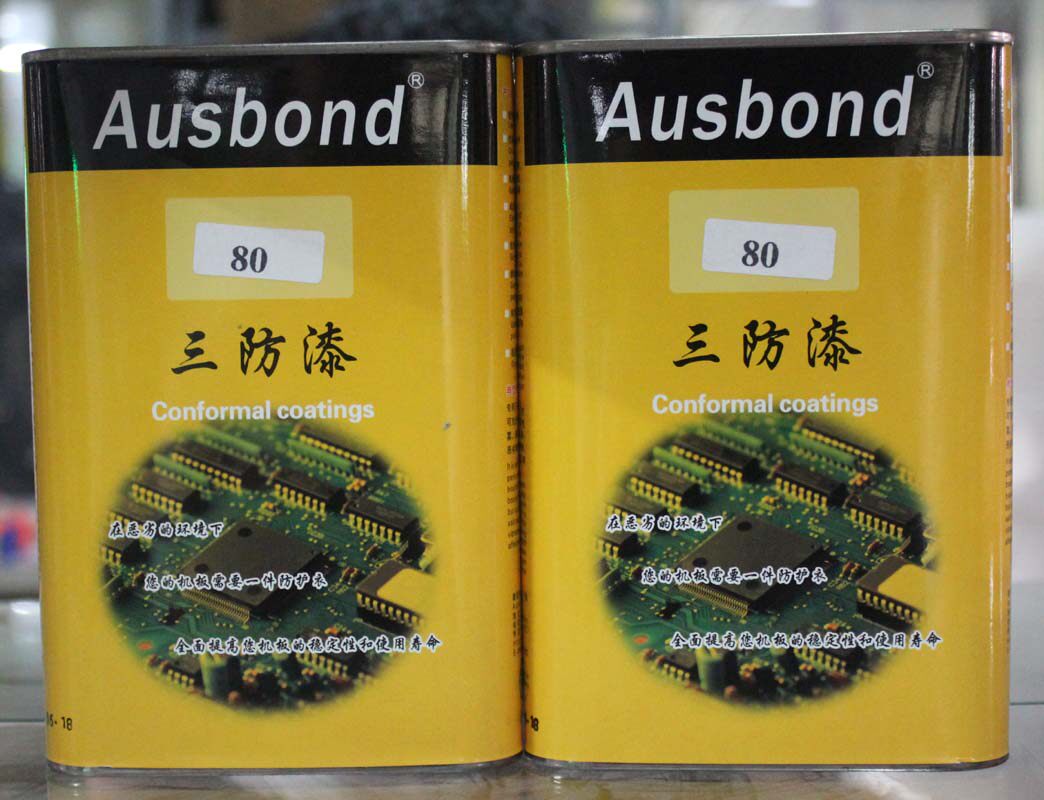 Ausbond®
80
三防漆
Conformal coatings
在恶劣的环境下
您的机板需要一件防护衣
全面提高您机板的稳定性和使用寿命
18
Ausbond®
80
三防漆
Conformal coatings
在恶劣的环境下
您的机板需要一件防护衣
全面提高您机板的稳定性和使用寿命
18